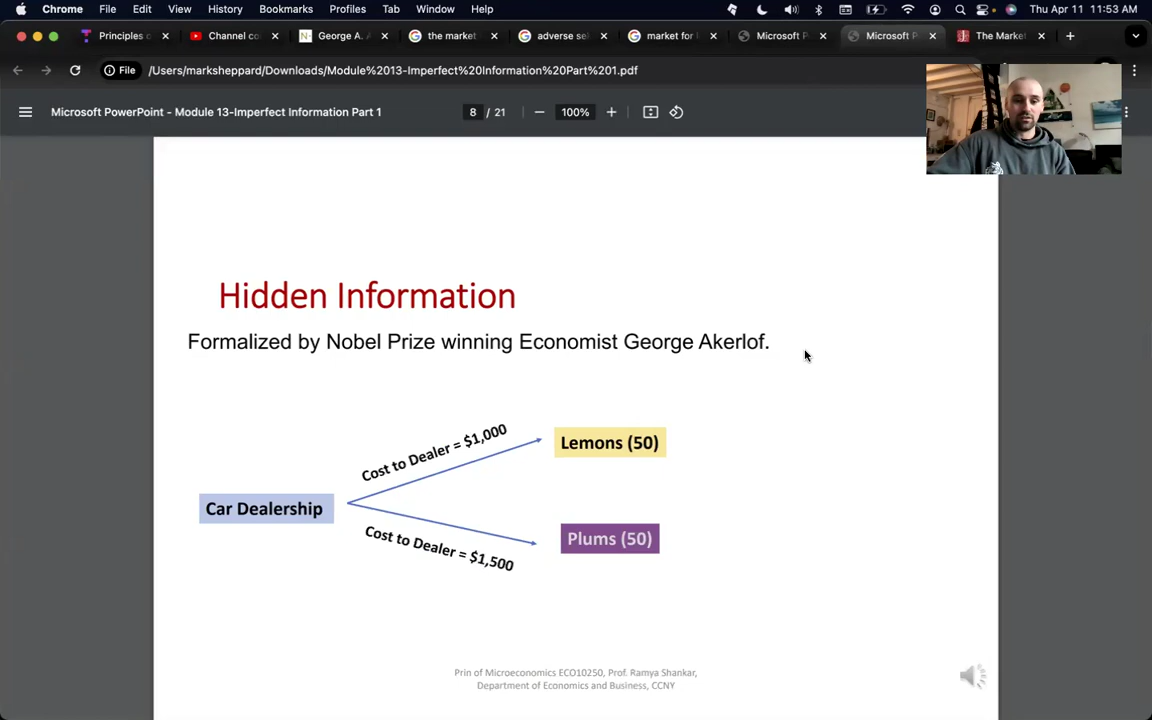 Chrome File Edit View History Bookmarks Profiles Tab Window Help Thu Apr 11 11:53 AM
Principles o Channel co George A. the market adverse se market for Microsoft P Microsoft P The Market
File /Users/marksheppard/Downloads/Module%2013-Imperfect%20Information%20Part%201.pdf
Microsoft PowerPoint - Module 13-Imperfect Information Part 1 8 / 21 100%
Hidden Information
Formalized by Nobel Prize winning Economist George Akerlof.
Cost to Dealer = $1,000
Lemons (50)
Car Dealership
Cost to Dealer = $1,500
Plums (50)
Prin of Microeconomics ECO10250, Prof. Ramya Shankar,
Department of Economics and Business, CCNY